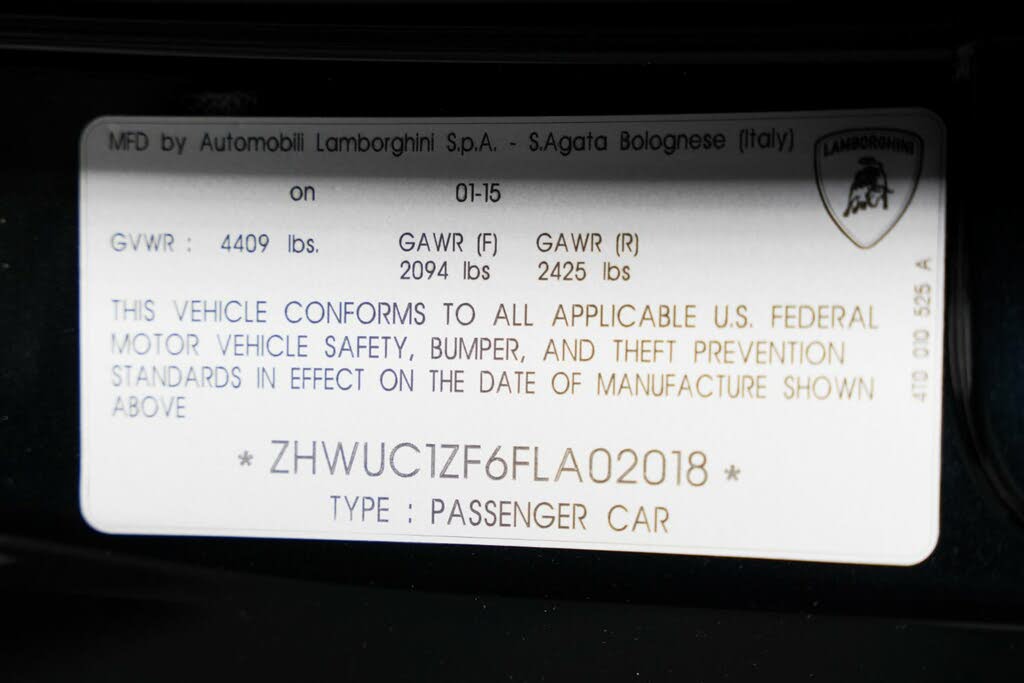 MFD by Automobili Lamborghini S.p.A. - S.Agata Bolognese (Italy)
LAMBORGHINI
on 01-15
GVWR : 4409 lbs. GAWR (F) GAWR (R)
2094 lbs 2425 lbs
THIS VEHICLE CONFORMS TO ALL APPLICABLE U.S. FEDERAL
MOTOR VEHICLE SAFETY, BUMPER, AND THEFT PREVENTION
STANDARDS IN EFFECT ON THE DATE OF MANUFACTURE SHOWN
ABOVE
* ZHWUC1ZF6FLA02018 *
TYPE : PASSENGER CAR
4T0 010 525 A